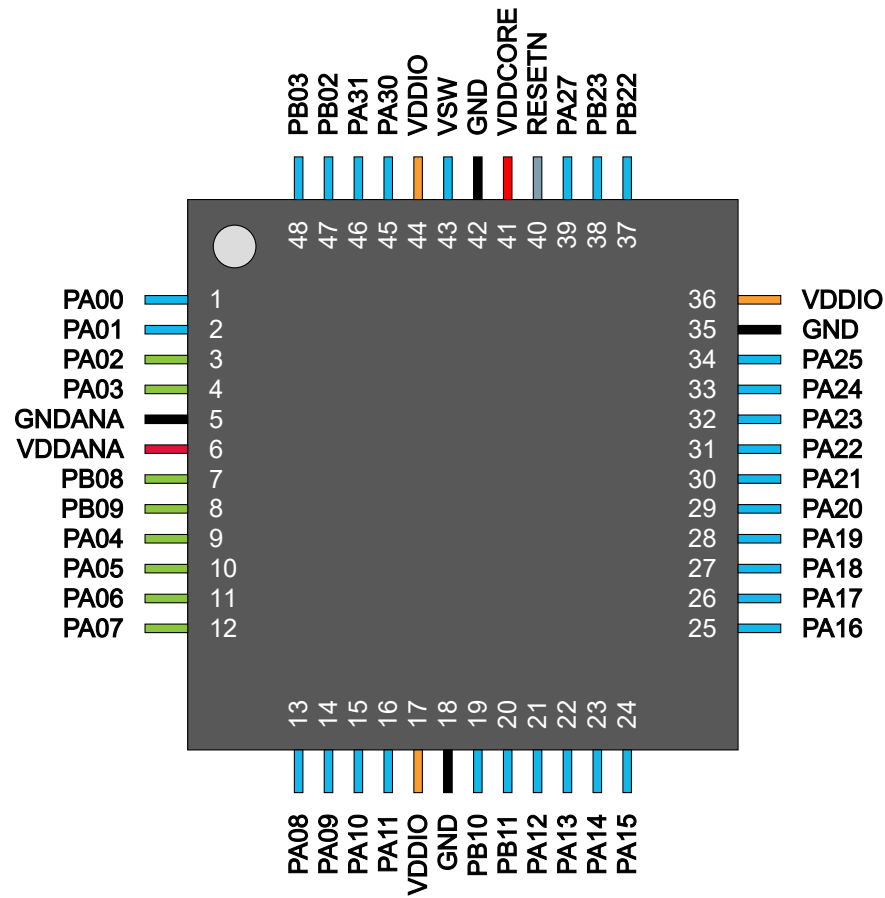 PB03 PB02 PA31 PA30 VDDIO VSW GND VDDCORE RESETN PA27 PB23 PB22
48 47 46 45 44 43 42 41 40 39 38 37
PA00 1 36 VDDIO
PA01 2 35 GND
PA02 3 34 PA25
PA03 4 33 PA24
GNDANA 5 32 PA23
VDDANA 6 31 PA22
PB08 7 30 PA21
PB09 8 29 PA20
PA04 9 28 PA19
PA05 10 27 PA18
PA06 11 26 PA17
PA07 12 25 PA16
13 14 15 16 17 18 19 20 21 22 23 24
PA08 PA09 PA10 PA11 VDDIO GND PB10 PB11 PA12 PA13 PA14 PA15